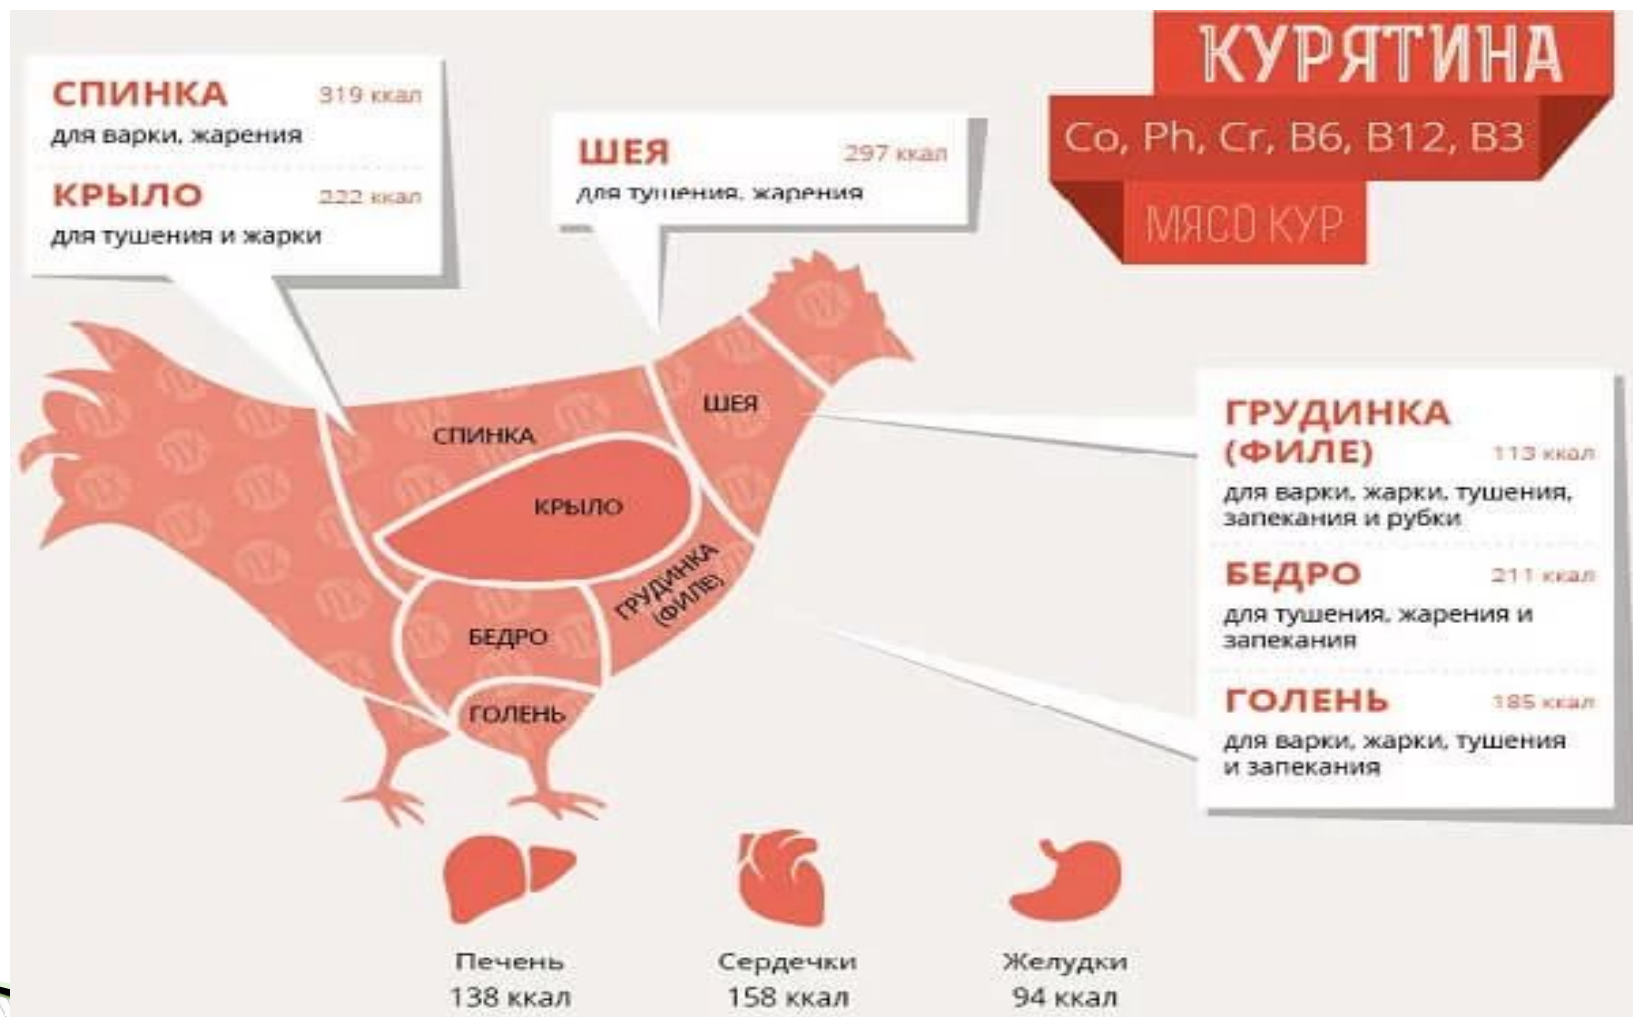 КУРЯТИНА
Co, Ph, Cr, B6, B12, B3
МЯСО КУР
СПИНКА 319 ккал
для варки, жарения
КРЫЛО 222 ккал
для тушения и жарки
ШЕЯ 297 ккал
для тушения, жарения
ШЕЯ
СПИНКА
КРЫЛО
ГРУДИНКА
(ФИЛЕ)
БЕДРО
ГОЛЕНЬ
ГРУДИНКА
(ФИЛЕ) 113 ккал
для варки, жарки, тушения,
запекания и рубки
БЕДРО 211 ккал
для тушения, жарения и
запекания
ГОЛЕНЬ 185 ккал
для варки, жарки, тушения
и запекания
Печень
138 ккал
Сердечки
158 ккал
Желудки
94 ккал